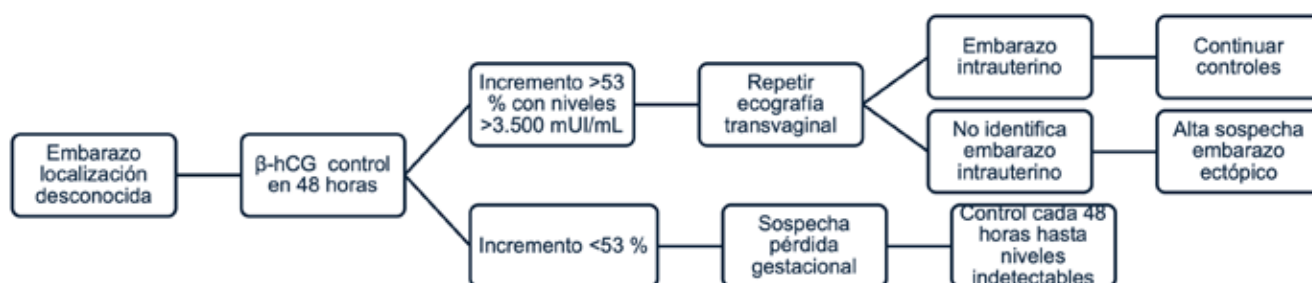 Embarazo
localización
desconocida
β-hCG control
en 48 horas
Incremento >53
% con niveles
>3.500 mUI/mL
Repetir
ecografía
transvaginal
Embarazo
intrauterino
Continuar
controles
No identifica
embarazo
intrauterino
Alta sospecha
embarazo
ectópico
Incremento <53 %
Sospecha
pérdida
gestacional
Control cada 48
horas hasta
niveles
indetectables